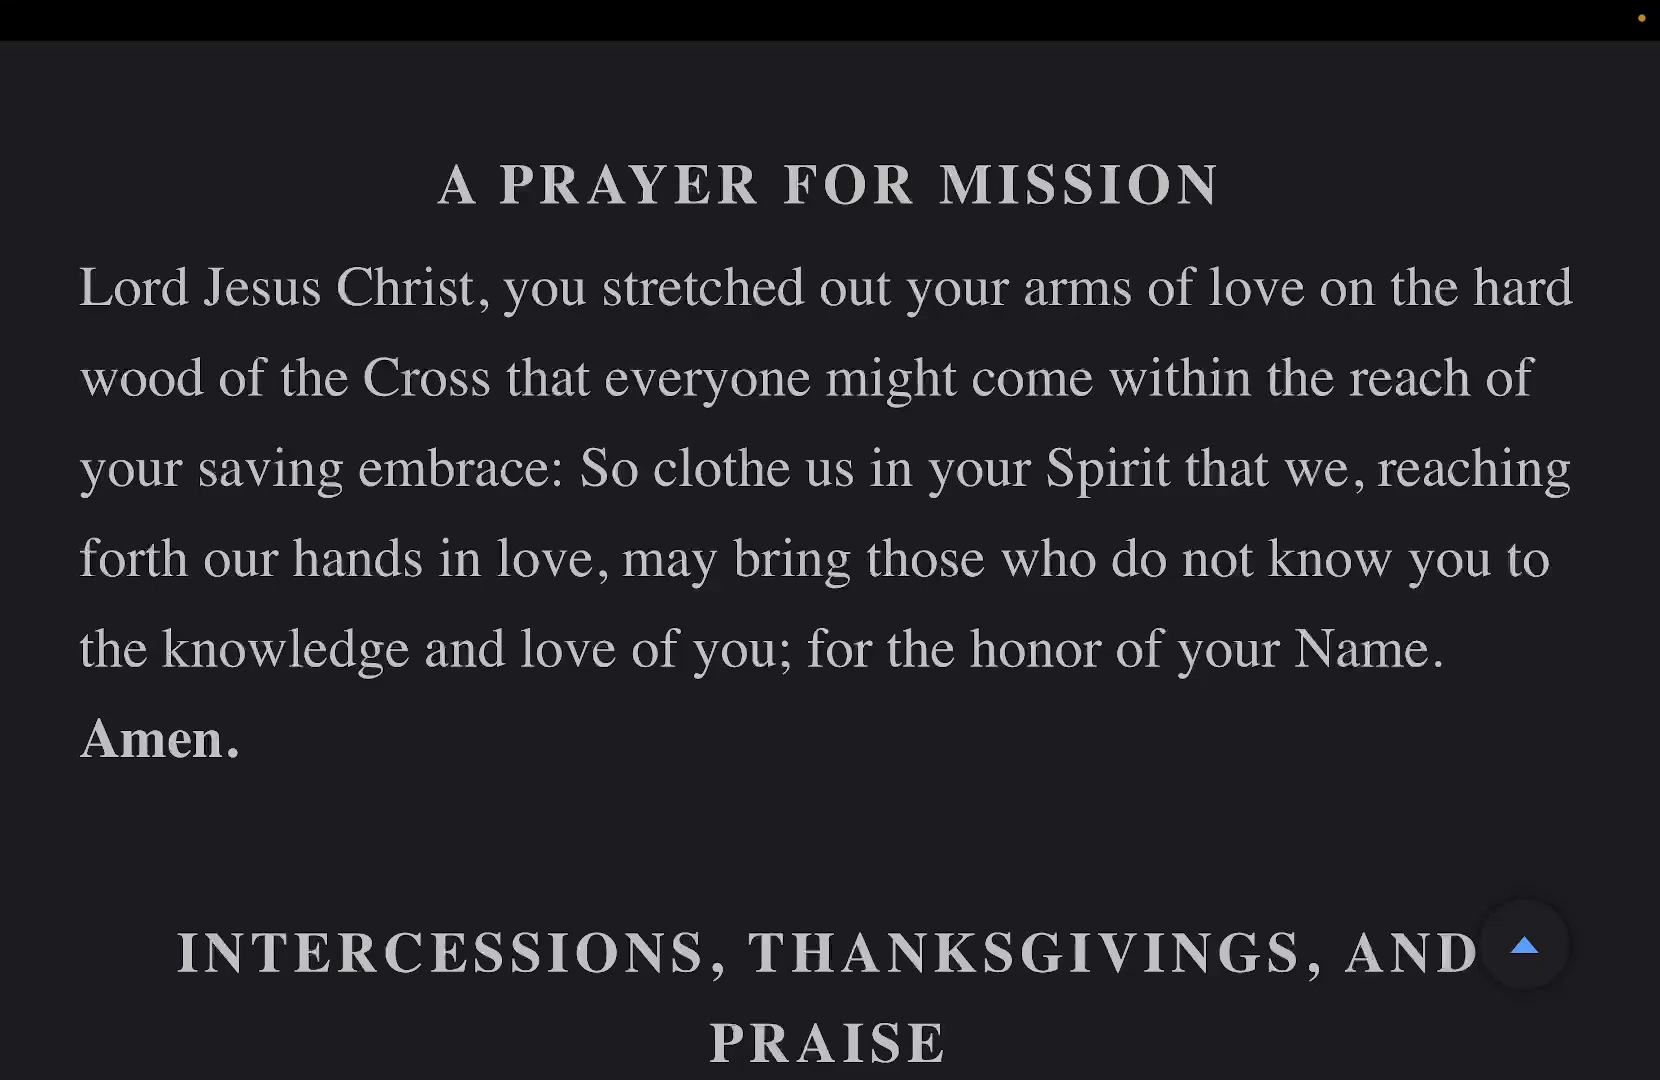 A PRAYER FOR MISSION
Lord Jesus Christ, you stretched out your arms of love on the hard
wood of the Cross that everyone might come within the reach of
your saving embrace: So clothe us in your Spirit that we, reaching
forth our hands in love, may bring those who do not know you to
the knowledge and love of you; for the honor of your Name.
Amen.
INTERCESSIONS, THANKSGIVINGS, AND
PRAISE